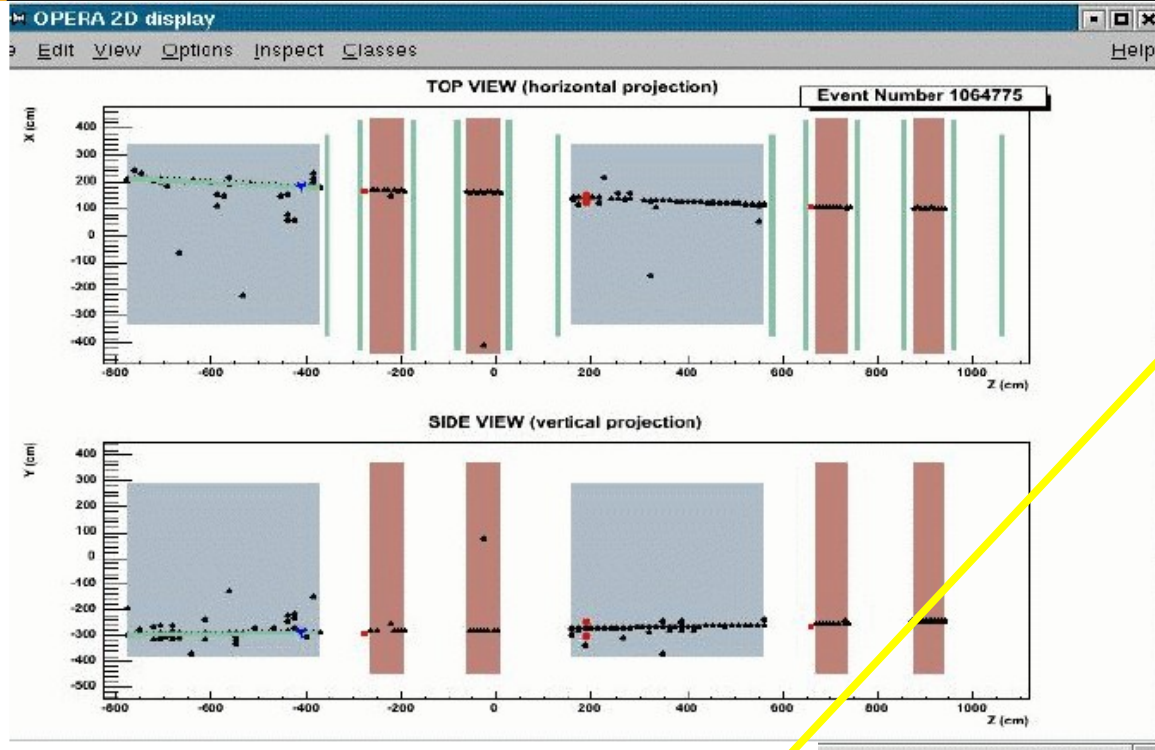 OPERA 2D display
Edit View Options Inspect Classes Help
TOP VIEW (horizontal projection)
Event Number 1064775
X (cm)
400
300
200
100
0
-100
-200
-300
-400
-800 -600 -400 -200 0 200 400 600 800 1000
Z (cm)
SIDE VIEW (vertical projection)
Y (cm)
400
300
200
100
0
-100
-200
-300
-400
-500
-800 -600 -400 -200 0 200 400 600 800 1000
Z (cm)